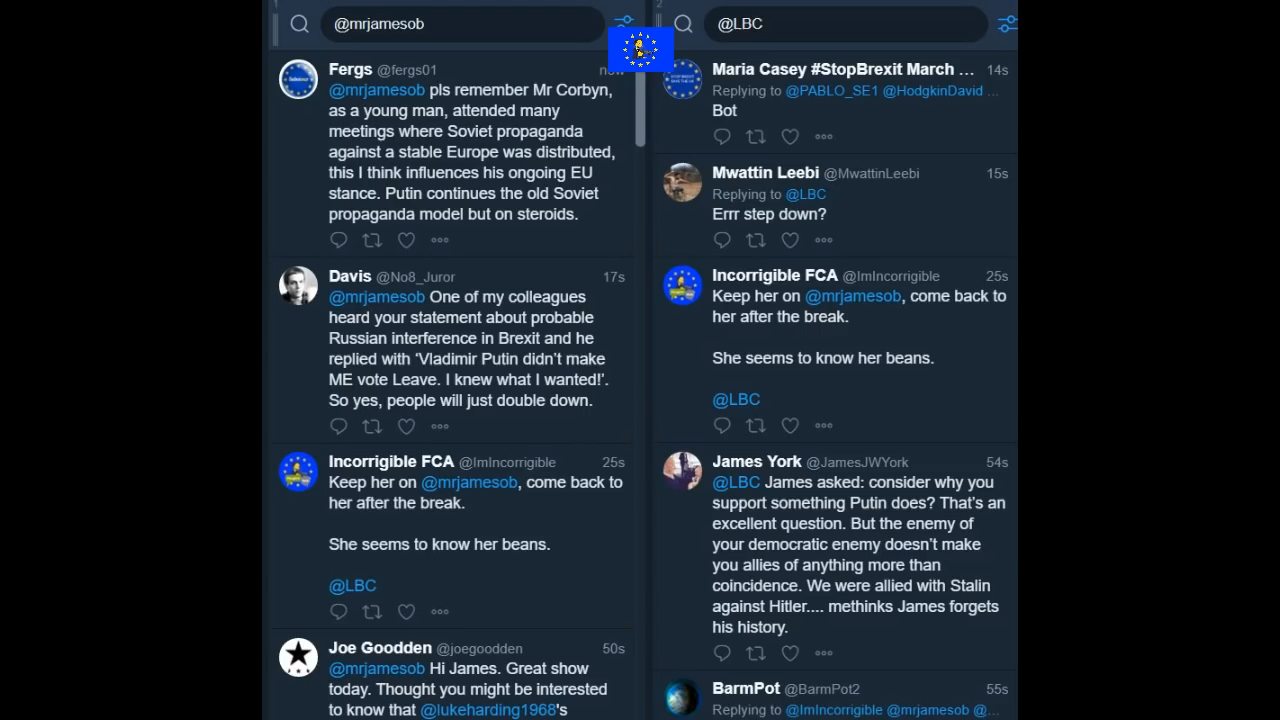 1
@mrjamesob
Fergs @fergs01 now
@mrjamesob pls remember Mr Corbyn,
as a young man, attended many
meetings where Soviet propaganda
against a stable Europe was distributed,
this I think influences his ongoing EU
stance. Putin continues the old Soviet
propaganda model but on steroids.
Davis @No8_Juror 17s
@mrjamesob One of my colleagues
heard your statement about probable
Russian interference in Brexit and he
replied with ‘Vladimir Putin didn’t make
ME vote Leave. I knew what I wanted!’.
So yes, people will just double down.
Incorrigible FCA @ImIncorrigible 25s
Keep her on @mrjamesob, come back to
her after the break.
She seems to know her beans.
@LBC
Joe Goodden @joegoodden 50s
@mrjamesob Hi James. Great show
today. Thought you might be interested
to know that @lukeharding1968's
2
@LBC
Maria Casey #StopBrexit March ... 14s
Replying to @PABLO_SE1 @HodgkinDavid ...
Bot
Mwattin Leebi @MwattinLeebi 15s
Replying to @LBC
Errr step down?
Incorrigible FCA @ImIncorrigible 25s
Keep her on @mrjamesob, come back to
her after the break.
She seems to know her beans.
@LBC
James York @JamesJWYork 54s
@LBC James asked: consider why you
support something Putin does? That’s an
excellent question. But the enemy of
your democratic enemy doesn’t make
you allies of anything more than
coincidence. We were allied with Stalin
against Hitler.... methinks James forgets
his history.
BarmPot @BarmPot2 55s
Replying to @ImIncorrigible @mrjamesob @...